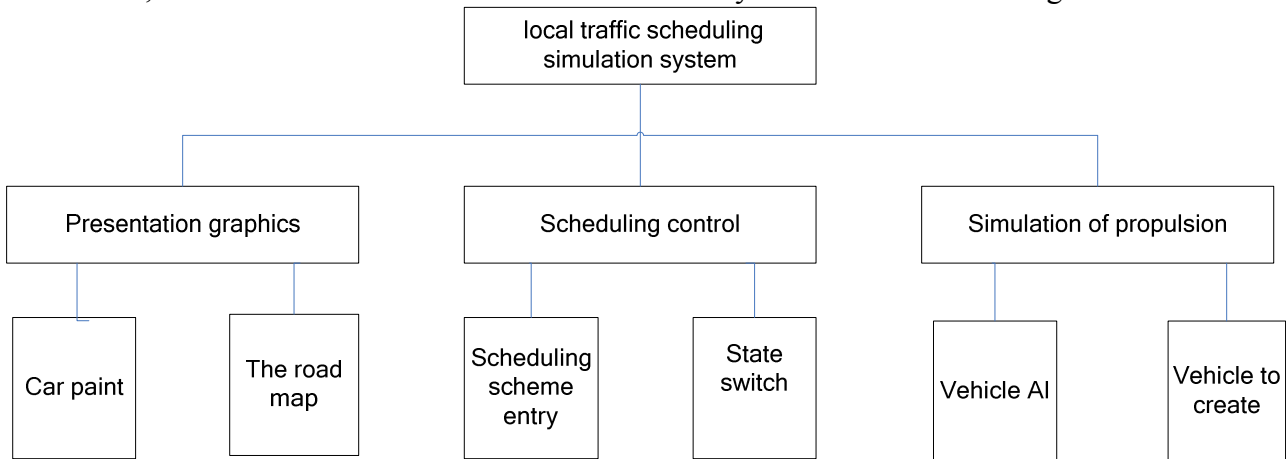 local traffic scheduling
simulation system
Presentation graphics
Scheduling control
Simulation of propulsion
Car paint
The road
map
Scheduling
scheme
entry
State
switch
Vehicle AI
Vehicle to
create